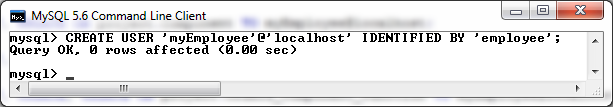 MySQL 5.6 Command Line Client
mysql> CREATE USER 'myEmployee'@'localhost' IDENTIFIED BY 'employee';
Query OK, 0 rows affected (0.00 sec)
mysql> _